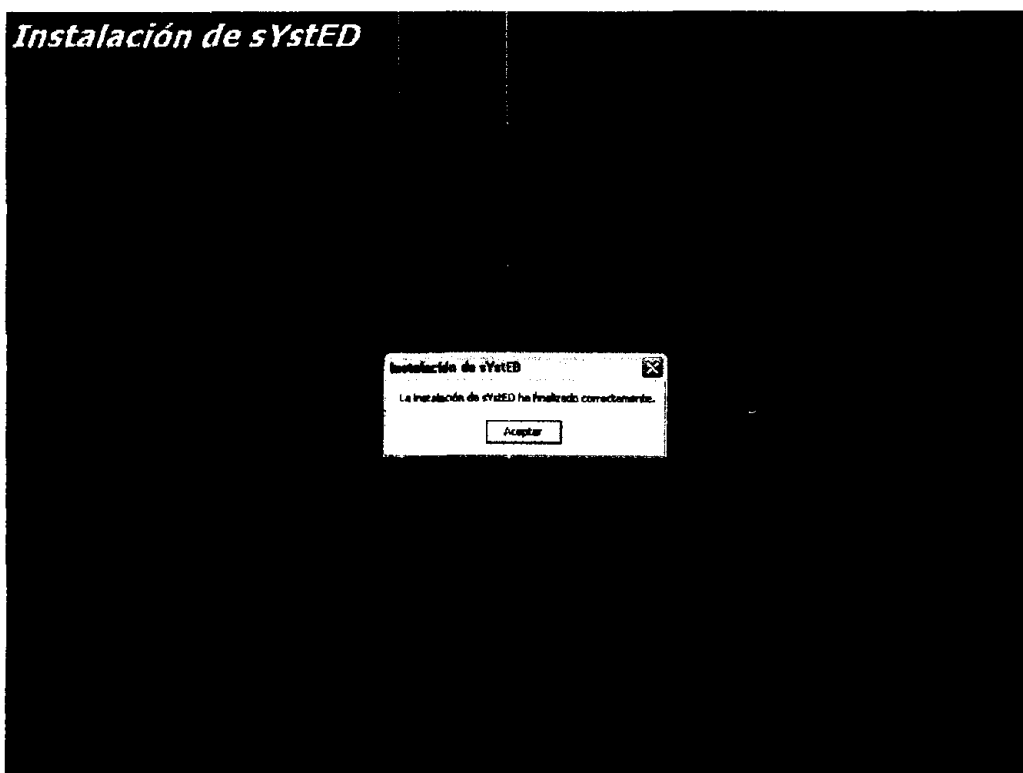 Instalación de sYstED
Instalación de sYstED
La instalación de sYstED ha finalizado correctamente.
Aceptar